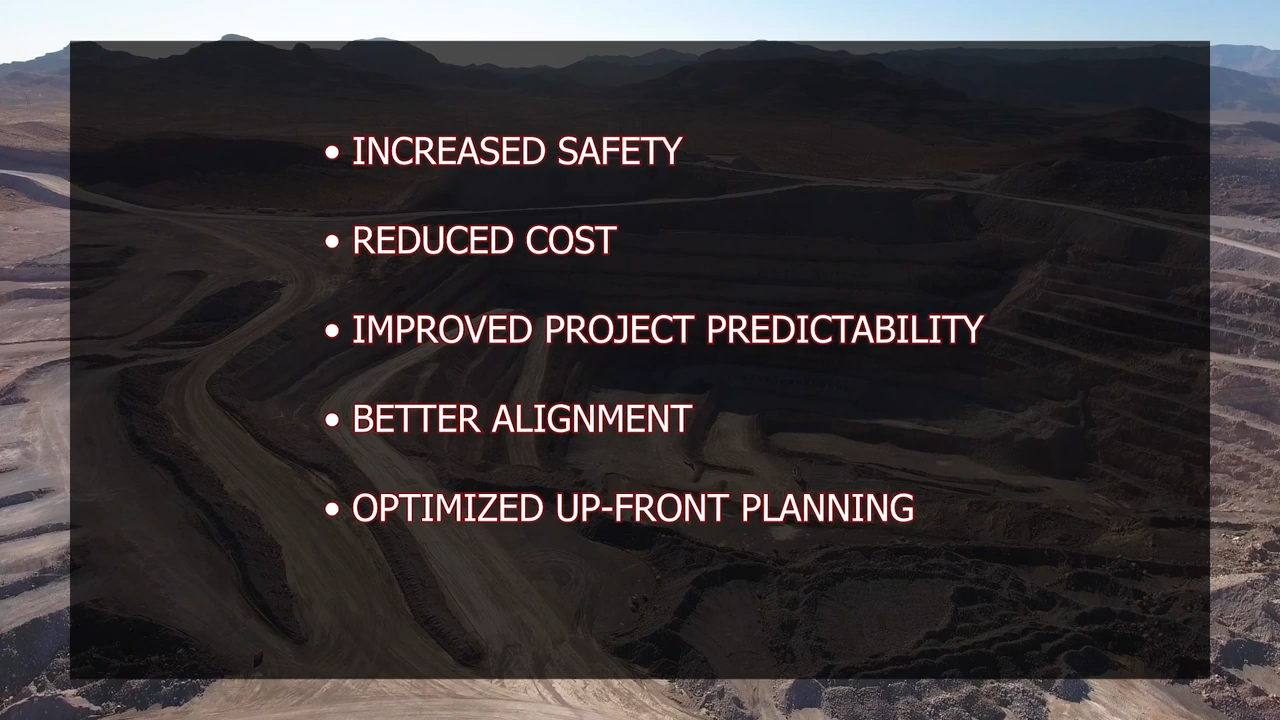 • INCREASED SAFETY
• REDUCED COST
• IMPROVED PROJECT PREDICTABILITY
• BETTER ALIGNMENT
• OPTIMIZED UP-FRONT PLANNING